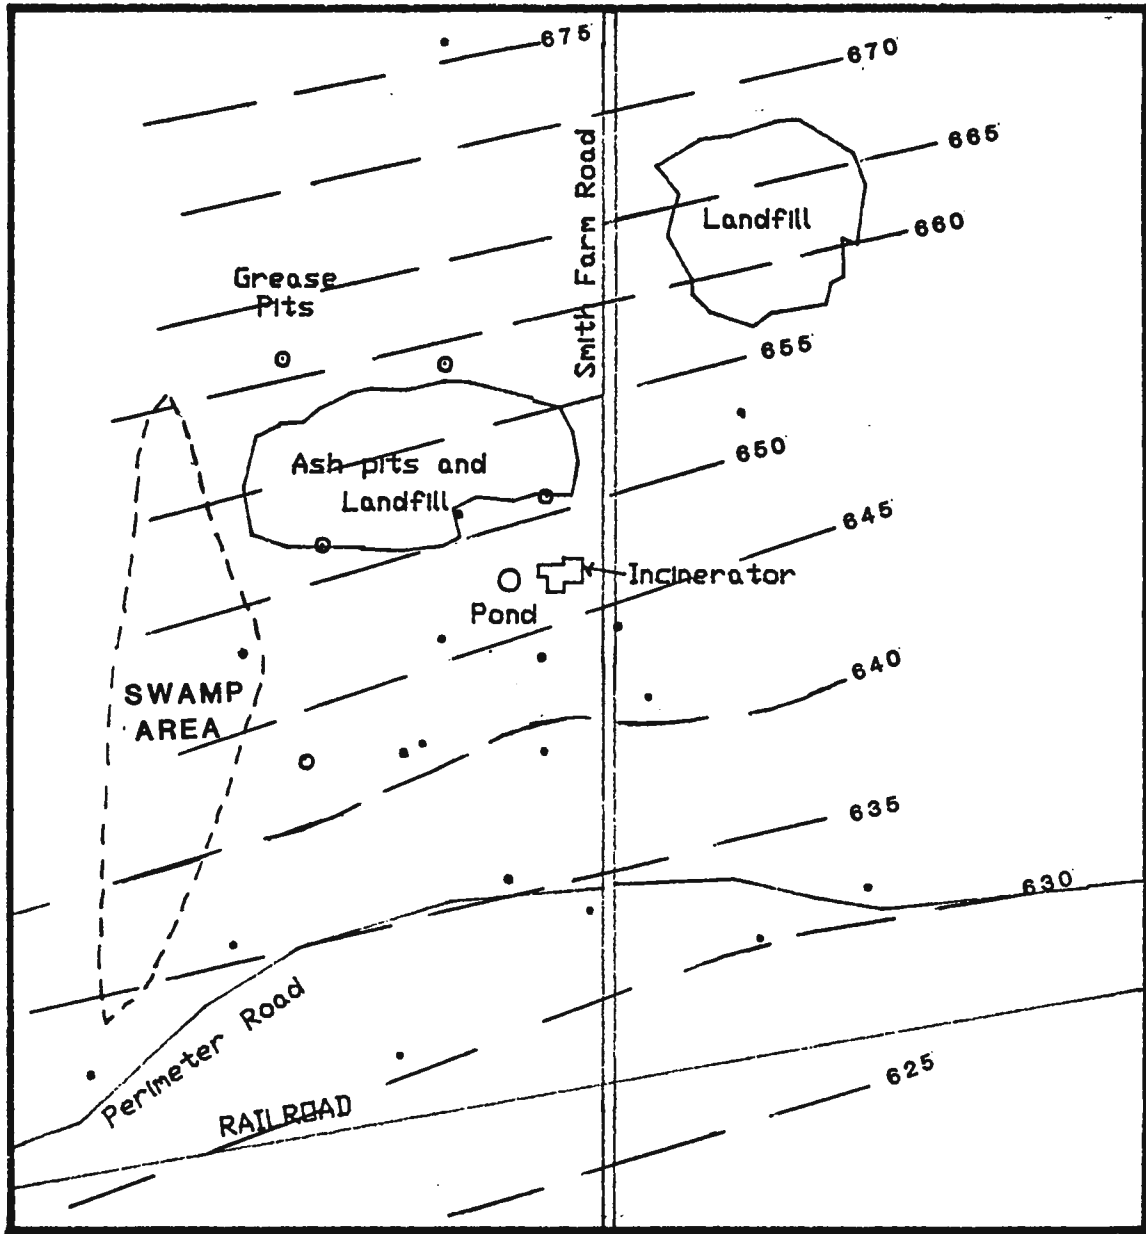 675
670
665
Smith Farm Road
Landfill
660
Grease
Pits
655
650
Ash pits and
Landfill
645
Incinerator
Pond
640
SWAMP
AREA
635
630
Perimeter Road
625
RAILROAD